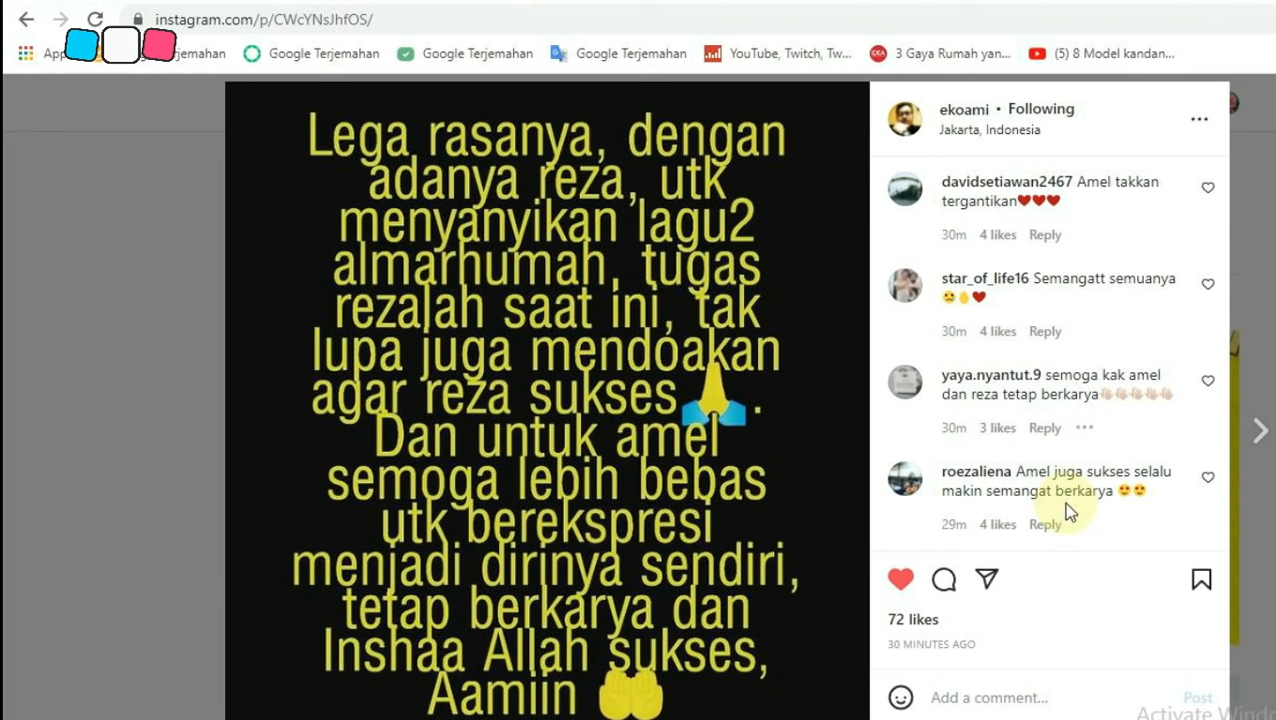 instagram.com/p/CWcYNsJhfOS/
App
rjemahan
Google Terjemahan
Google Terjemahan
Google Terjemahan
YouTube, Twitch, Tw...
3 Gaya Rumah yan...
(5) 8 Model kandan...
Lega rasanya, dengan
adanya reza, utk
menyanyikan lagu2
almarhumah, tugas
rezalah saat ini, tak
lupa juga mendoakan
agar reza sukses🙏.
Dan untuk amel
semoga lebih bebas
utk berekspresi
menjadi dirinya sendiri,
tetap berkarya dan
Inshaa Allah sukses,
Aamiin 🤲
ekoami • Following
Jakarta, Indonesia
davidsetiawan2467 Amel takkan
tergantikan❤❤❤
30m 4 likes Reply
star_of_life16 Semangatt semuanya
30m 4 likes Reply
yaya.nyantut.9 semoga kak amel
dan reza tetap berkarya👏🏻👏🏻👏🏻👏🏻👏🏻
30m 3 likes Reply
roezaliena Amel juga sukses selalu
makin semangat berkarya 😍😍
29m 4 likes Reply
72 likes
30 MINUTES AGO
Add a comment...
Post
Activate Windo